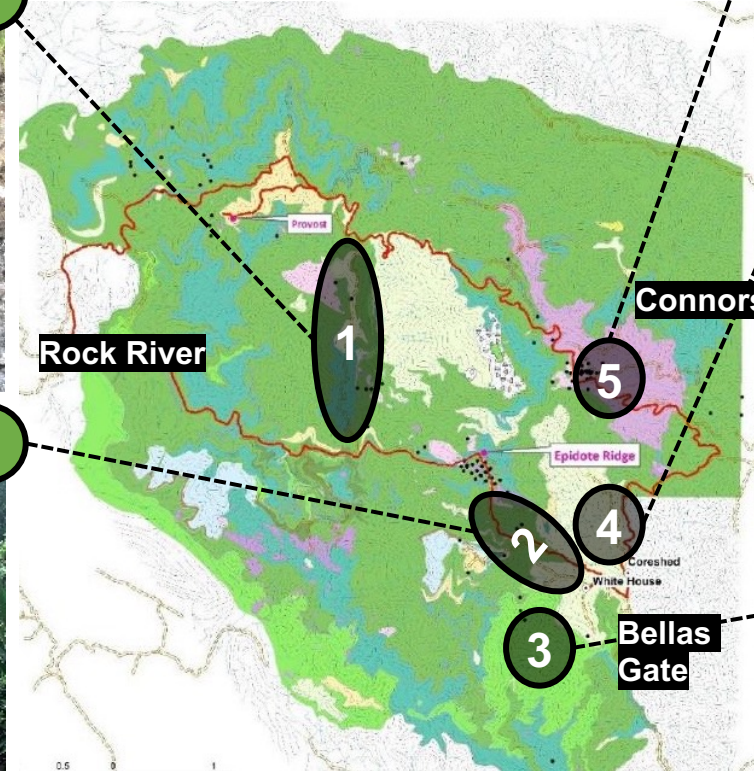 Provost
Connors
1
Rock River
5
Epidote Ridge
4
2
Coreshed
White House
3
Bellas
Gate
0.5 0 1